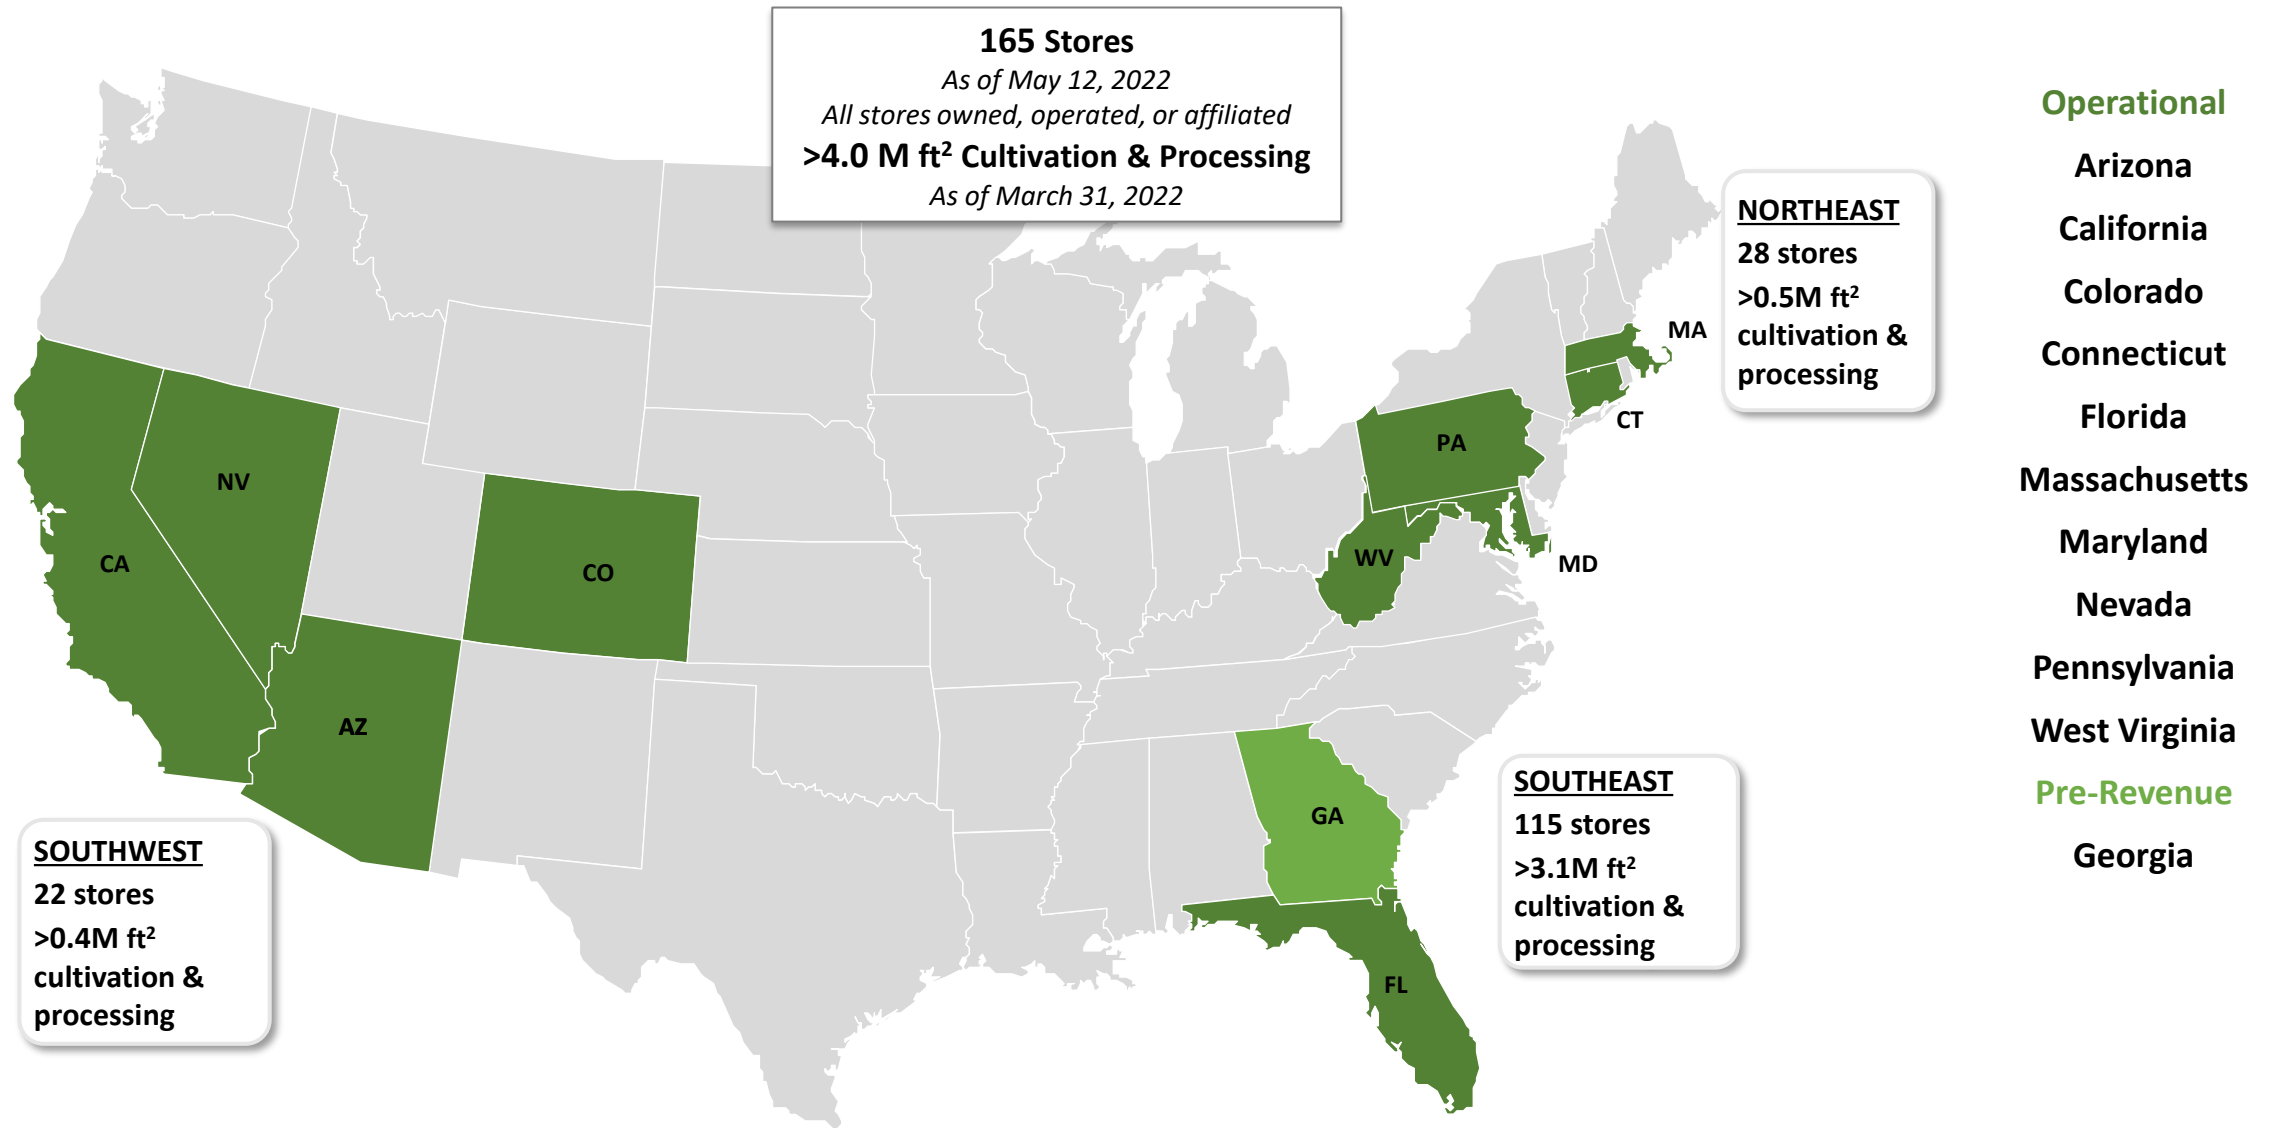 165 Stores
As of May 12, 2022
All stores owned, operated, or affiliated
>4.0 M ft² Cultivation & Processing
As of March 31, 2022
NORTHEAST
28 stores
>0.5M ft²
cultivation &
processing
MA
CT
PA
WV
MD
NV
CA
CO
AZ
GA
FL
SOUTHWEST
22 stores
>0.4M ft²
cultivation &
processing
SOUTHEAST
115 stores
>3.1M ft²
cultivation &
processing
Operational
Arizona
California
Colorado
Connecticut
Florida
Massachusetts
Maryland
Nevada
Pennsylvania
West Virginia
Pre-Revenue
Georgia